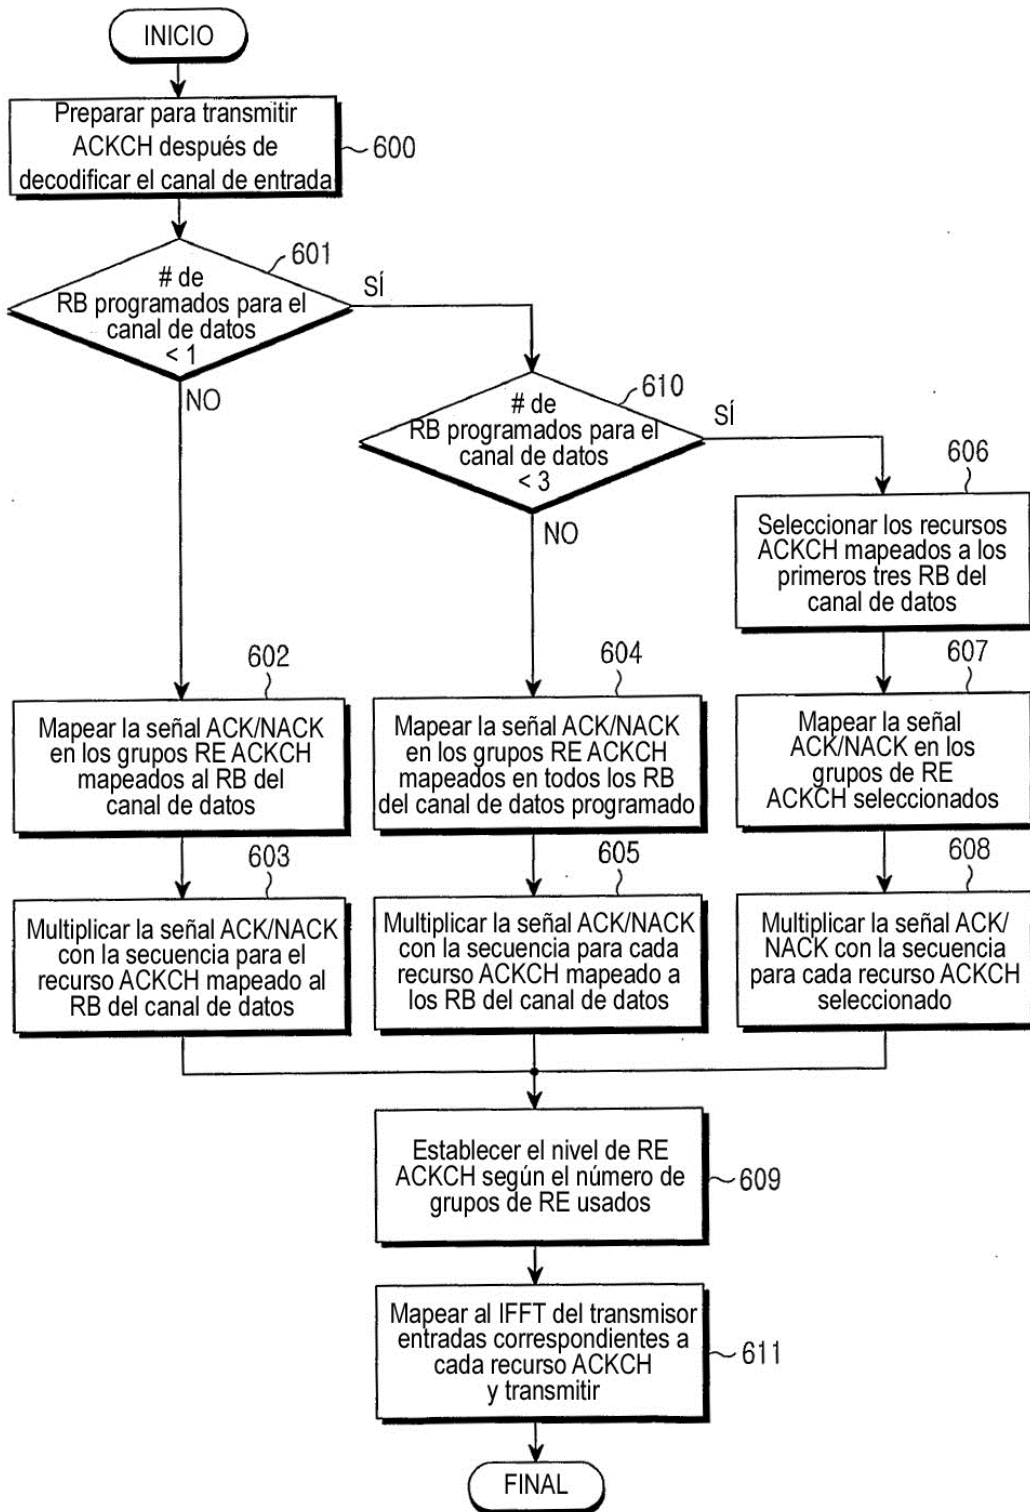 INICIO
Preparar para transmitir
ACKCH después de
decodificar el canal de entrada
600
601
# de
RB programados para el
canal de datos
< 1
SÍ
NO
610
# de
RB programados para el
canal de datos
< 3
SÍ
NO
606
Seleccionar los recursos
ACKCH mapeados a los
primeros tres RB del
canal de datos
602
Mapear la señal ACK/NACK
en los grupos RE ACKCH
mapeados al RB del
canal de datos
604
Mapear la señal ACK/NACK
en los grupos RE ACKCH
mapeados en todos los RB
del canal de datos programado
607
Mapear la señal
ACK/NACK en los
grupos de RE
ACKCH seleccionados
603
Multiplicar la señal ACK/NACK
con la secuencia para el
recurso ACKCH mapeado al
RB del canal de datos
605
Multiplicar la señal ACK/NACK
con la secuencia para cada
recurso ACKCH mapeado a
los RB del canal de datos
608
Multiplicar la señal ACK/
NACK con la secuencia
para cada recurso ACKCH
seleccionado
Establecer el nivel de RE
ACKCH según el número de
grupos de RE usados
609
Mapear al IFFT del transmisor
entradas correspondientes a
cada recurso ACKCH
y transmitir
611
FINAL